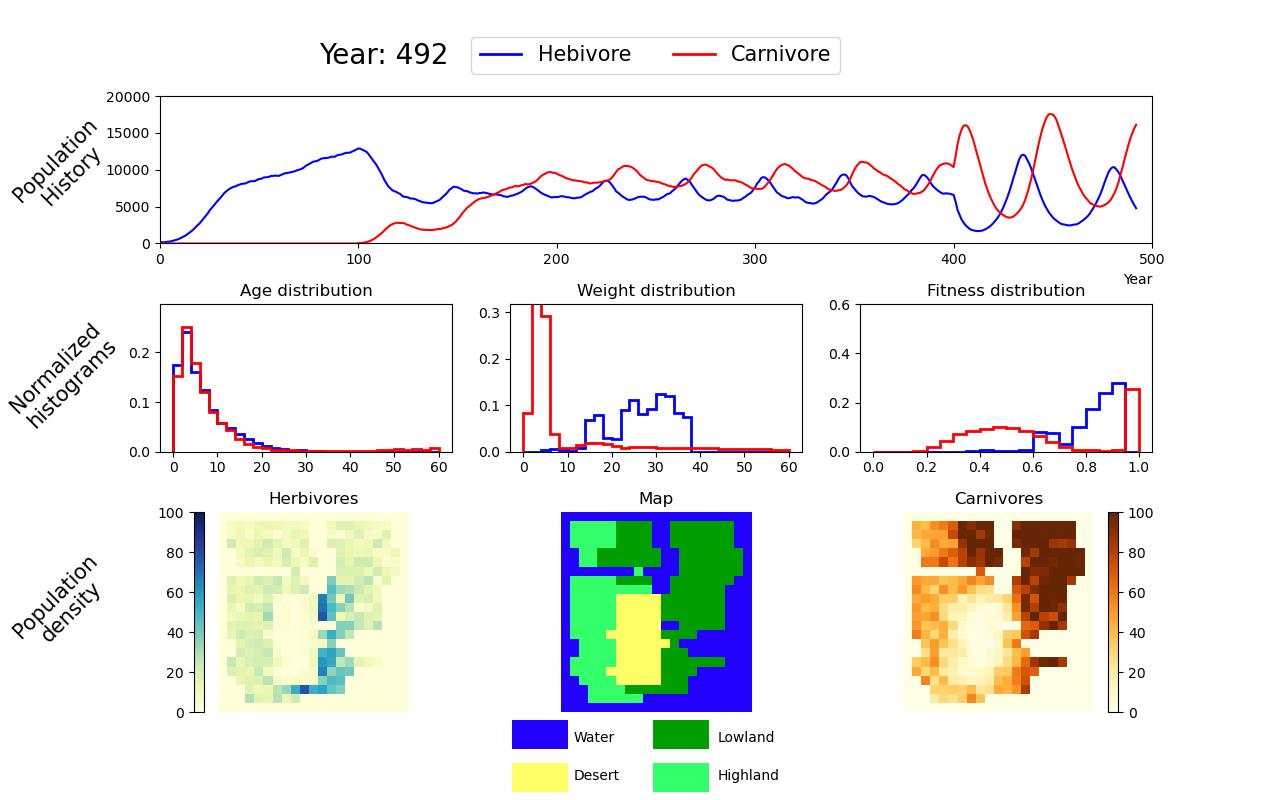 Year: 492
Hebivore
Carnivore
Population
History
20000
15000
10000
5000
0
0 100 200 300 400 500
Year
Normalized
histograms
Age distribution
0.2
0.1
0.0
0 10 20 30 40 50 60
Weight distribution
0.3
0.2
0.1
0.0
0 10 20 30 40 50 60
Fitness distribution
0.6
0.4
0.2
0.0
0.0 0.2 0.4 0.6 0.8 1.0
Population
density
Herbivores
100
80
60
40
20
0
Map
Carnivores
100
80
60
40
20
0
Water
Lowland
Desert
Highland